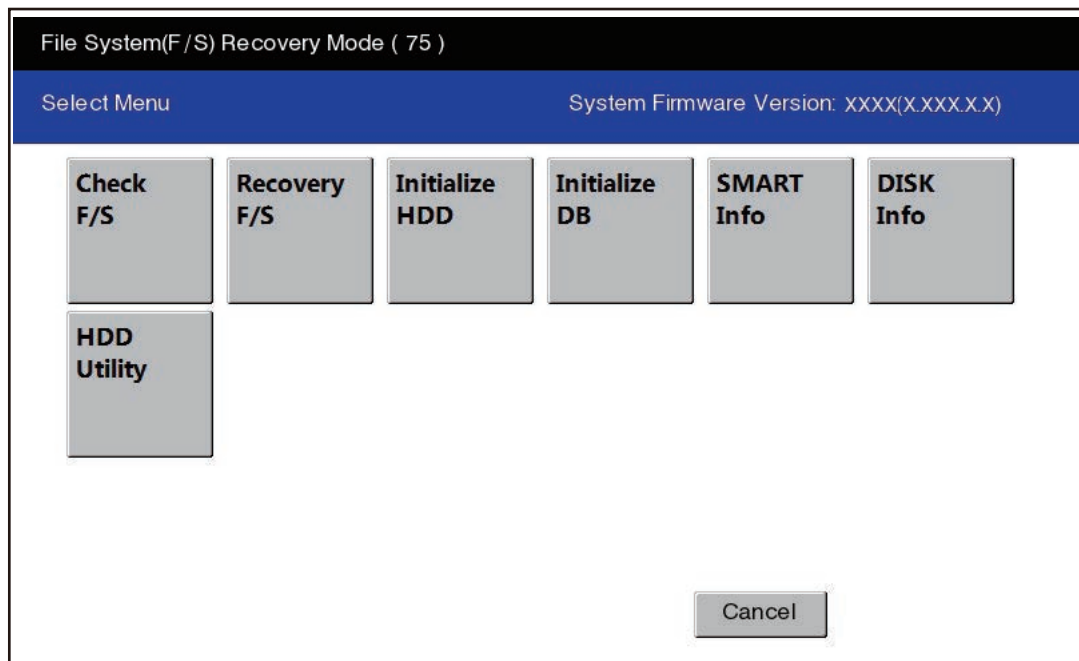 File System(F/S) Recovery Mode ( 75 )
Select Menu System Firmware Version: XXXX(X.XXX.X.X)
Check F/S
Recovery F/S
Initialize HDD
Initialize DB
SMART Info
DISK Info
HDD Utility
Cancel